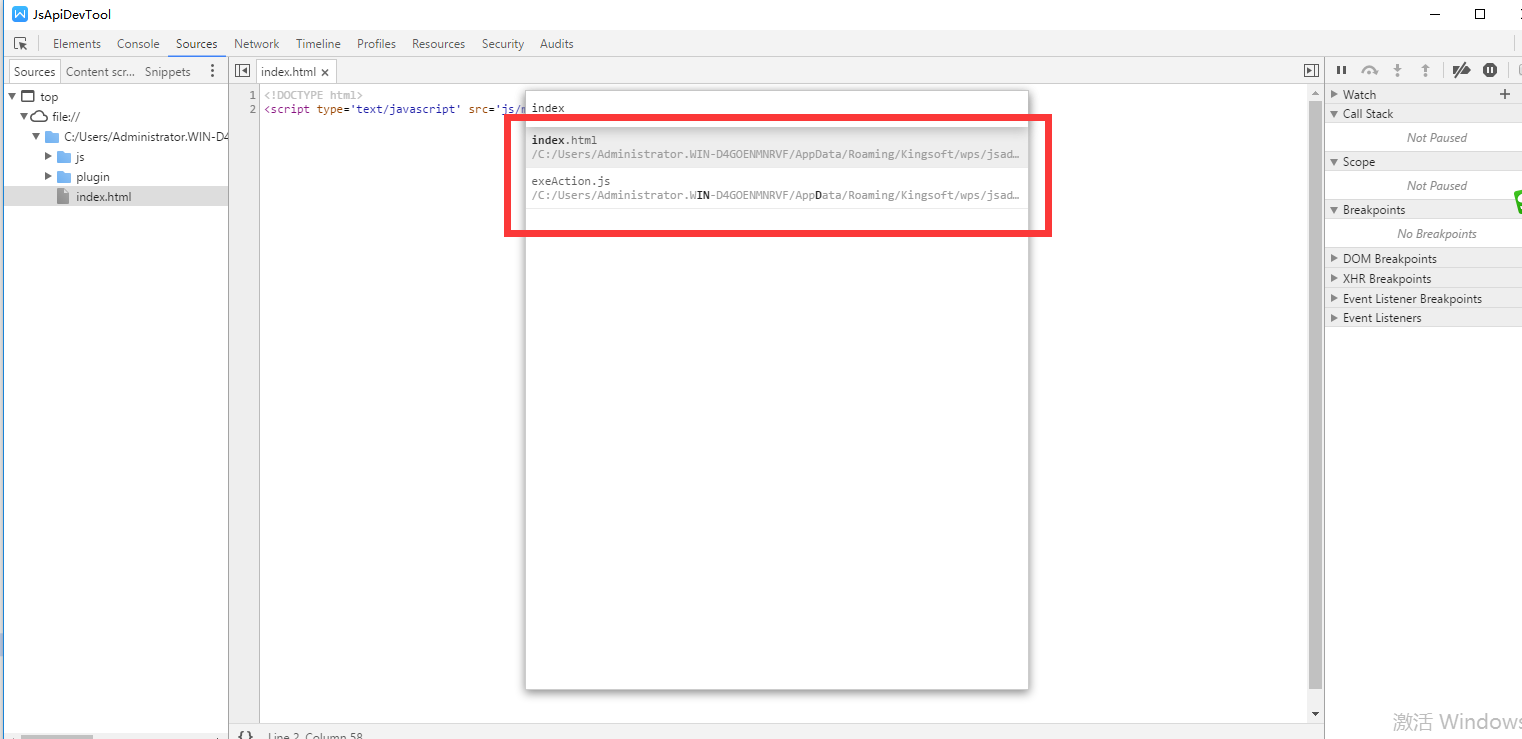 JsApiDevTool
Elements Console Sources Network Timeline Profiles Resources Security Audits
Sources Content scr... Snippets
index.html
top
file://
C:/Users/Administrator.WIN-D4
js
plugin
index.html
1 <!DOCTYPE html>
2 <script type='text/javascript' src='js/
index
index.html
/C:/Users/Administrator.WIN-D4GOENMNRVF/AppData/Roaming/Kingsoft/wps/jsad…
exeAction.js
/C:/Users/Administrator.WIN-D4GOENMNRVF/AppData/Roaming/Kingsoft/wps/jsad…
Watch
Call Stack
Not Paused
Scope
Not Paused
Breakpoints
No Breakpoints
DOM Breakpoints
XHR Breakpoints
Event Listener Breakpoints
Event Listeners
{} Line 2, Column 58
激活 Windows